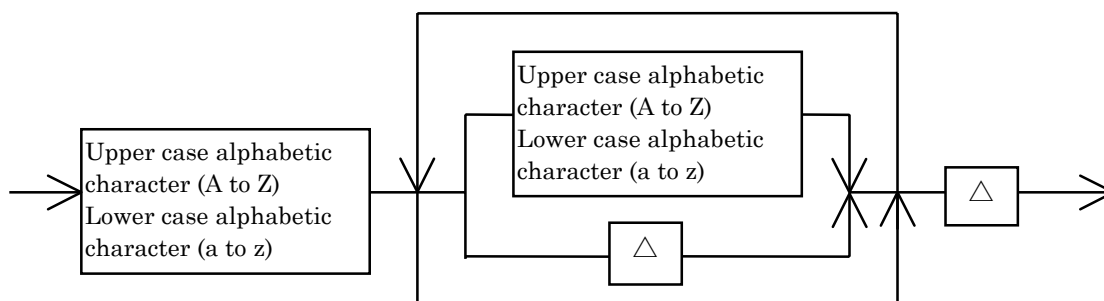 Upper case alphabetic
character (A to Z)
Lower case alphabetic
character (a to z)
Upper case alphabetic
character (A to Z)
Lower case alphabetic
character (a to z)
△
△